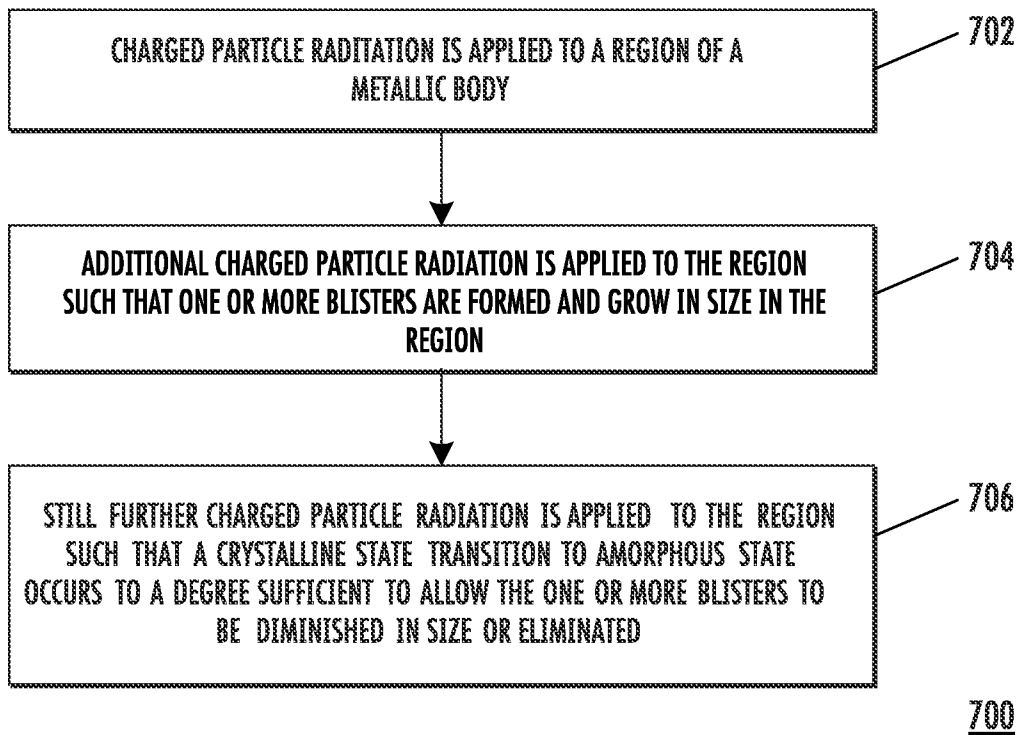 CHARGED PARTICLE RADITATION IS APPLIED TO A REGION OF A
METALLIC BODY
702
ADDITIONAL CHARGED PARTICLE RADIATION IS APPLIED TO THE REGION
SUCH THAT ONE OR MORE BLISTERS ARE FORMED AND GROW IN SIZE IN THE
REGION
704
STILL FURTHER CHARGED PARTICLE RADIATION IS APPLIED TO THE REGION
SUCH THAT A CRYSTALLINE STATE TRANSITION TO AMORPHOUS STATE
OCCURS TO A DEGREE SUFFICIENT TO ALLOW THE ONE OR MORE BLISTERS TO
BE DIMINISHED IN SIZE OR ELIMINATED
706
700